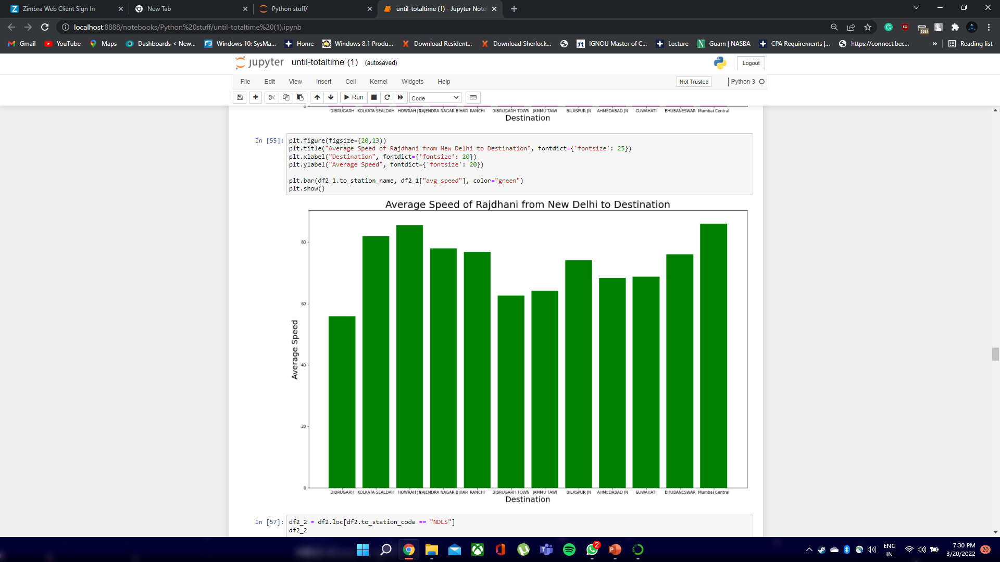 Zimbra Web Client Sign In
New Tab
Python stuff/
until-totaltime (1) - Jupyter Note
localhost:8888/notebooks/Python%20stuff/until-totaltime%20(1).ipynb
Off
Gmail
YouTube
Maps
Dashboards < New...
Windows 10: SysMa...
Home
Windows 8.1 Produ...
Download Resident...
Download Sherlock...
IGNOU Master of C...
Lecture
Guam | NASBA
CPA Requirements |...
https://connect.bec...
»
Reading list
jupyter until-totaltime (1) (autosaved)
Logout
File Edit View Insert Cell Kernel Widgets Help
Not Trusted
Python 3
Run
Code
0
DIBRUGARH KOLKATA SEALDAH HOWRAH JN RAJENDRA NAGAR BIHAR RANCHI DIBRUGARH TOWN JAMMU TAWI BILASPUR JN AHMEDABAD JN GUWAHATI BHUBANESWAR Mumbai Central
Destination
In [55]:
plt.figure(figsize=(20,13))
plt.title("Average Speed of Rajdhani from New Delhi to Destination", fontdict={'fontsize': 25})
plt.xlabel("Destination", fontdict={'fontsize': 20})
plt.ylabel("Average Speed", fontdict={'fontsize': 20})
plt.bar(df2_1.to_station_name, df2_1["avg_speed"], color="green")
plt.show()
Average Speed of Rajdhani from New Delhi to Destination
80
60
Average Speed
40
20
0
DIBRUGARH KOLKATA SEALDAH HOWRAH JN RAJENDRA NAGAR BIHAR RANCHI DIBRUGARH TOWN JAMMU TAWI BILASPUR JN AHMEDABAD JN GUWAHATI BHUBANESWAR Mumbai Central
Destination
In [57]:
df2_2 = df2.loc[df2.to_station_code == "NDLS"]
df2_2
2
ENG
IN
7:30 PM
3/20/2022
20